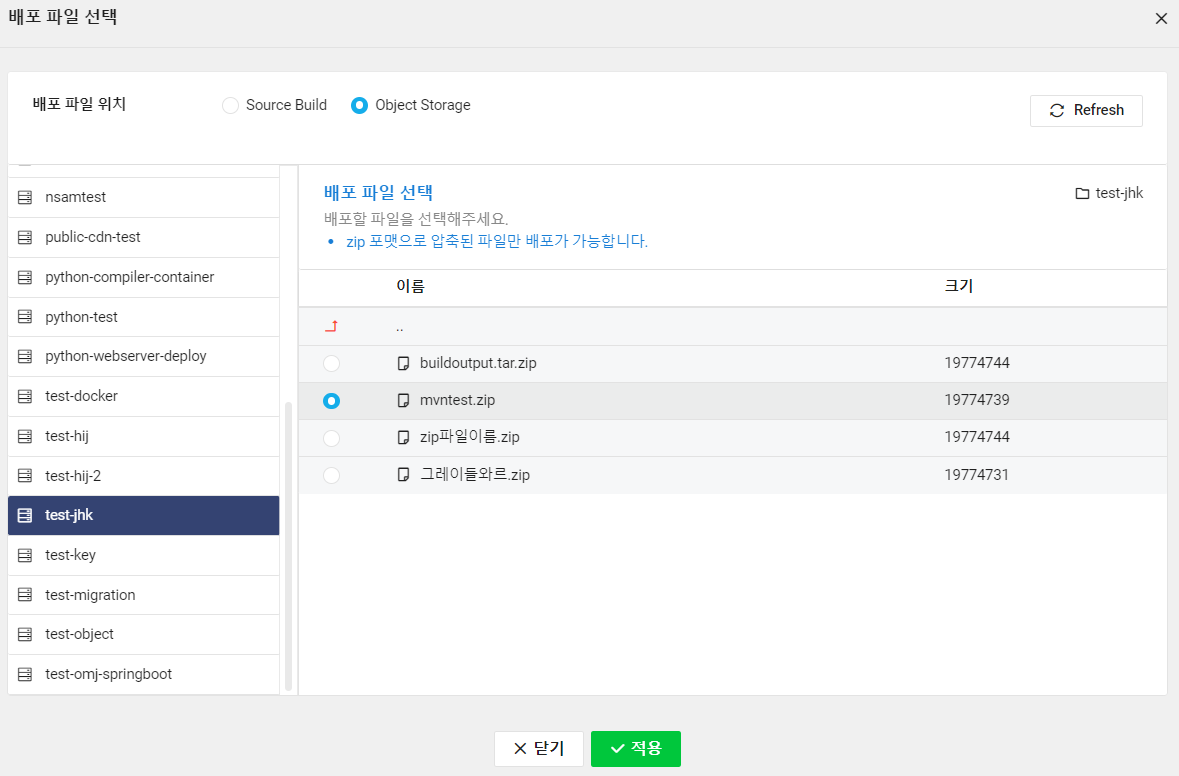 배포 파일 선택
배포 파일 위치
Source Build
Object Storage
Refresh
nsamtest
public-cdn-test
python-compiler-container
python-test
python-webserver-deploy
test-docker
test-hij
test-hij-2
test-jhk
test-key
test-migration
test-object
test-omj-springboot
배포 파일 선택
test-jhk
배포할 파일을 선택해주세요.
• zip 포맷으로 압축된 파일만 배포가 가능합니다.
이름 크기
..
buildoutput.tar.zip 19774744
mvntest.zip 19774739
zip파일이름.zip 19774744
그레이들와르.zip 19774731
닫기
적용